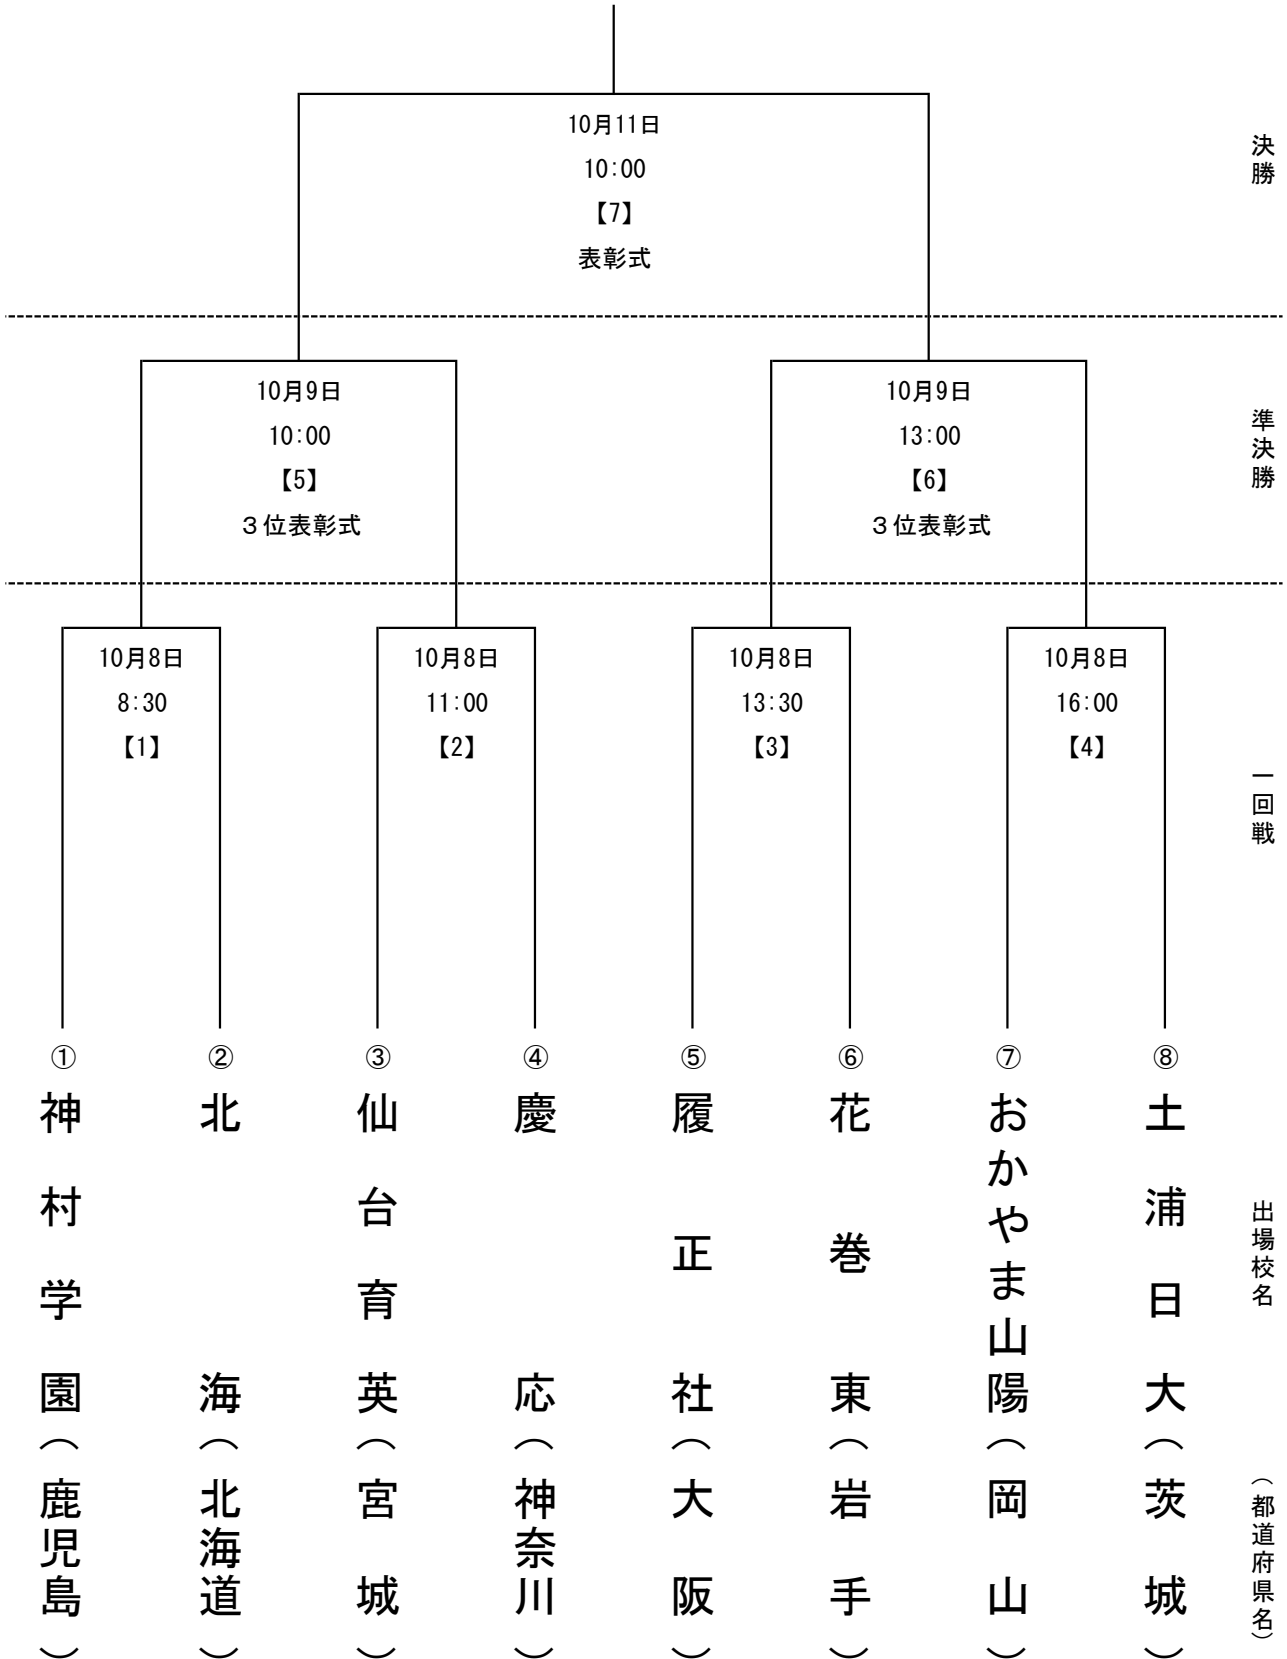 10月11日
10:00
【7】
表彰式
決勝
10月9日
10:00
【5】
３位表彰式
10月9日
13:00
【6】
３位表彰式
準決勝
10月8日
8:30
【1】
10月8日
11:00
【2】
10月8日
13:30
【3】
10月8日
16:00
【4】
一回戦
①
神村学園（鹿児島）
②
北海（北海道）
③
仙台育英（宮城）
④
慶応（神奈川）
⑤
履正社（大阪）
⑥
花巻東（岩手）
⑦
おかやま山陽（岡山）
⑧
土浦日大（茨城）
出場校名
（都道府県名）